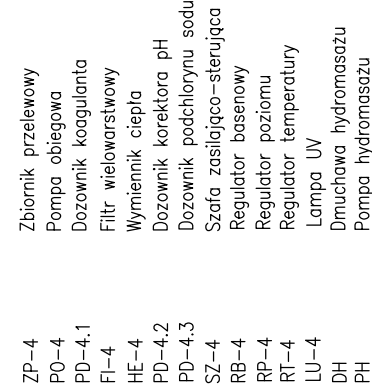 ZP-4 Zbiornik przelewowy
PO-4 Pompa obiegowa
PD-4.1 Dozownik koagulanta
FI-4 Filtr wielowarstwowy
HE-4 Wymiennik ciepła
PD-4.2 Dozownik korektora pH
PD-4.3 Dozownik podchlorynu sodu
SZ-4 Szafa zasilająco-sterująca
RB-4 Regulator basenowy
RP-4 Regulator poziomu
RT-4 Regulator temperatury
LU-4 Lampa UV
DH Dmuchawa hydromasażu
PH Pompa hydromasażu